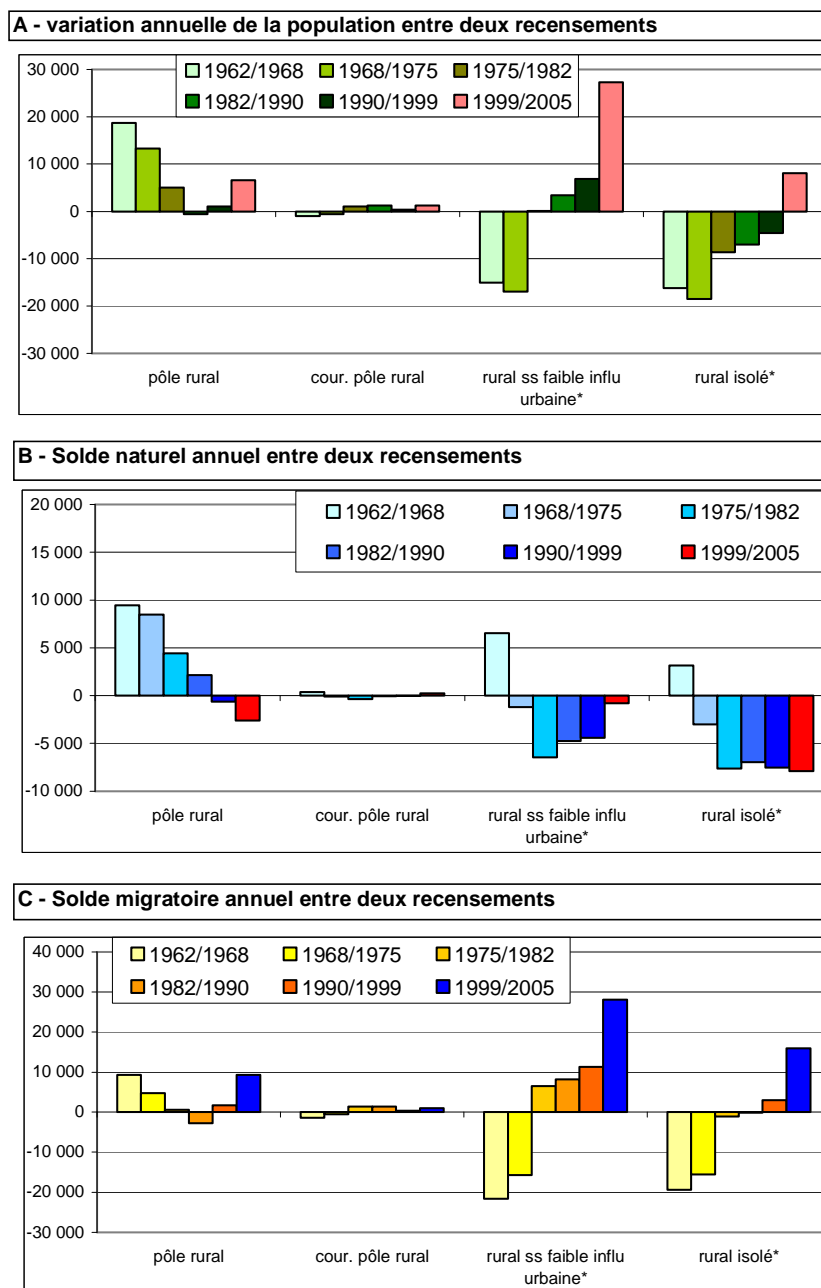 A - variation annuelle de la population entre deux recensements
30 000
20 000
10 000
0
-10 000
-20 000
-30 000
1962/1968 1968/1975 1975/1982
1982/1990 1990/1999 1999/2005
pôle rural cour. pôle rural rural ss faible influ rural isolé*
urbaine*
B - Solde naturel annuel entre deux recensements
20 000
15 000
10 000
5 000
0
-5 000
-10 000
1962/1968 1968/1975 1975/1982
1982/1990 1990/1999 1999/2005
pôle rural cour. pôle rural rural ss faible influ rural isolé*
urbaine*
C - Solde migratoire annuel entre deux recensements
40 000
30 000
20 000
10 000
0
-10 000
-20 000
-30 000
1962/1968 1968/1975 1975/1982
1982/1990 1990/1999 1999/2005
pôle rural cour. pôle rural rural ss faible influ rural isolé*
urbaine*